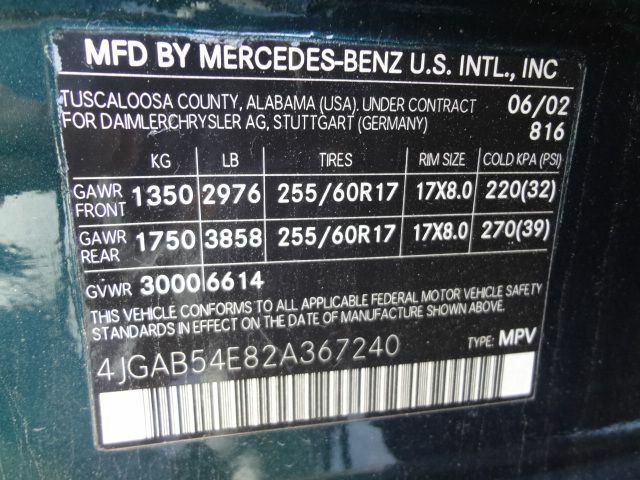 MFD BY MERCEDES-BENZ U.S. INTL., INC
TUSCALOOSA COUNTY, ALABAMA (USA). UNDER CONTRACT 06/02
FOR DAIMLERCHRYSLER AG, STUTTGART (GERMANY) 816
KG LB TIRES RIM SIZE COLD KPA (PSI)
GAWR FRONT 1350 2976 255/60R17 17X8.0 220(32)
GAWR REAR 1750 3858 255/60R17 17X8.0 270(39)
GVWR 3000 6614
THIS VEHICLE CONFORMS TO ALL APPLICABLE FEDERAL MOTOR VEHICLE SAFETY
STANDARDS IN EFFECT ON THE DATE OF MANUFACTURE SHOWN ABOVE
4JGAB54E82A367240 TYPE: MPV